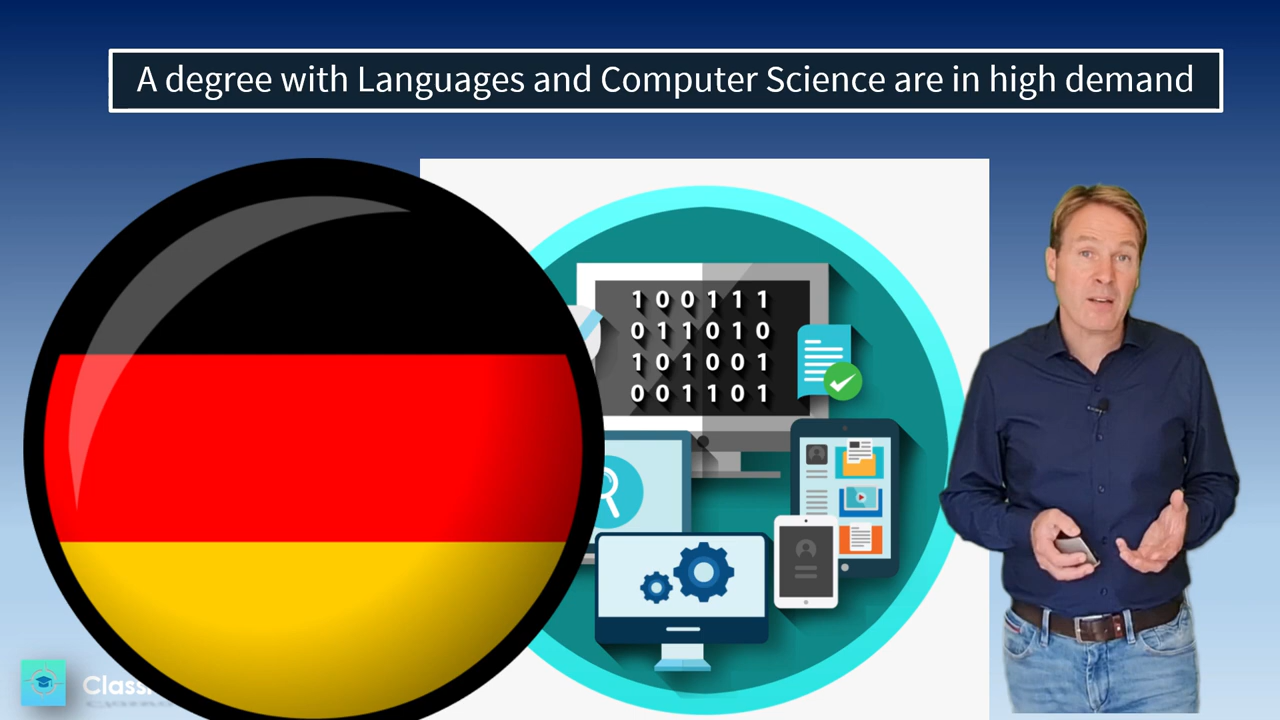 A degree with Languages and Computer Science are in high demand
1 0 0 1 1 1
0 1 1 0 1 0
1 0 1 0 0 1
0 0 1 1 0 1